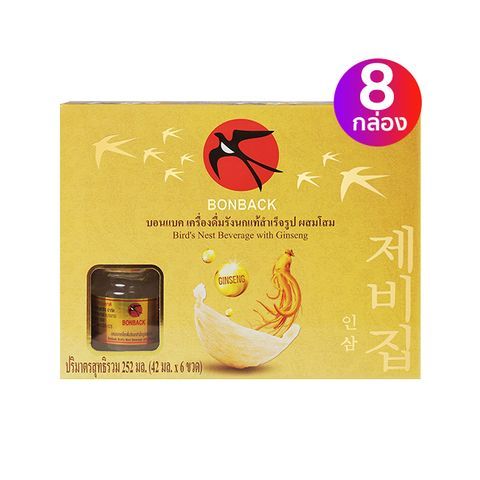 8
กล่อง
BONBACK
บอนแบค เครื่องดื่มรังนกแท้สำเร็จรูป ผสมโสม
Bird's Nest Beverage with Ginseng
GINSENG
제비집
인삼
BONBACK
ปริมาตรสุทธิรวม 252 มล. (42 มล. x 6 ขวด)